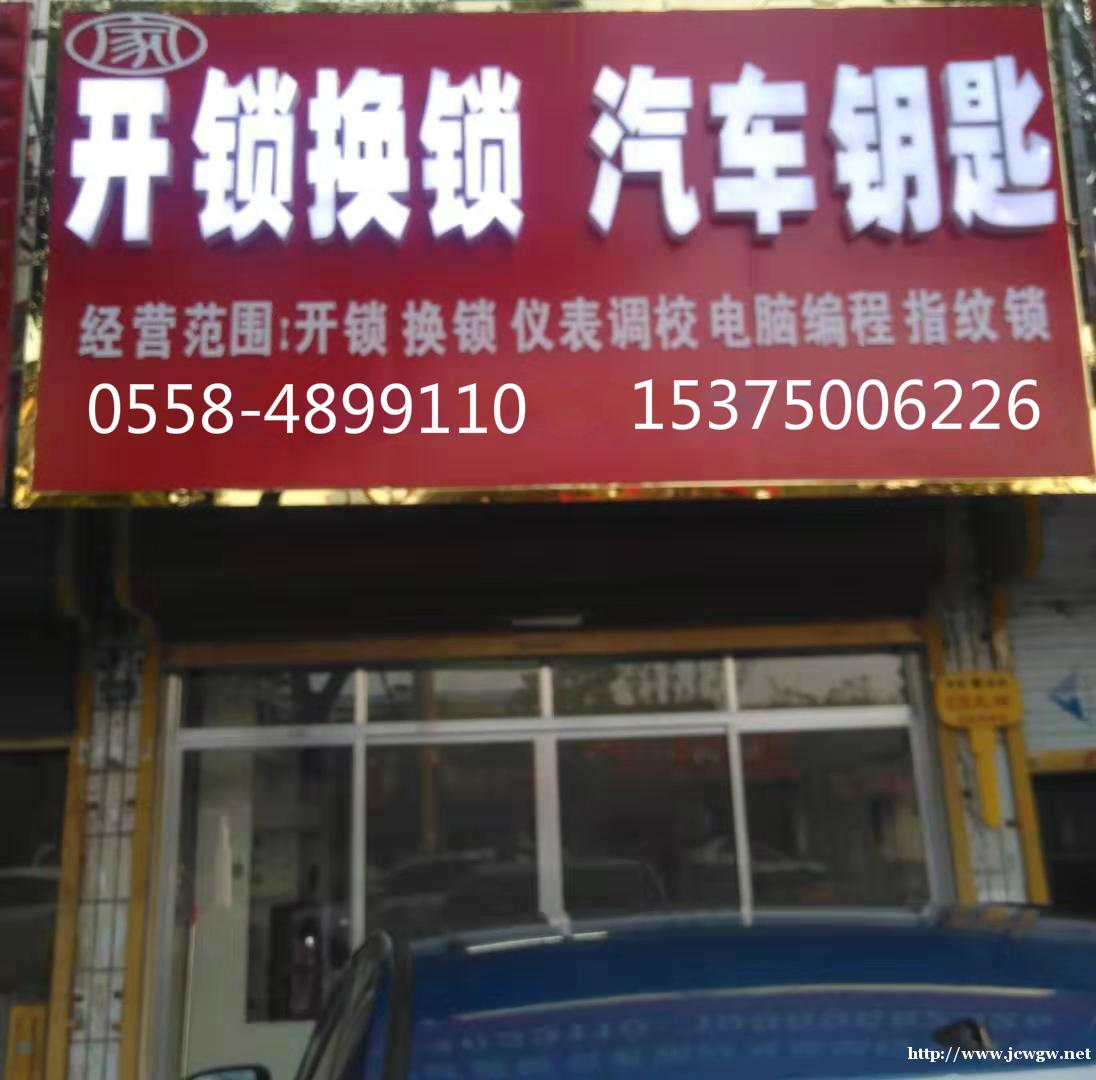 家
开锁换锁 汽车钥匙
经营范围:开锁 换锁 仪表调校 电脑编程 指纹锁
0558-4899110 15375006226
http://www.jcwgw.net